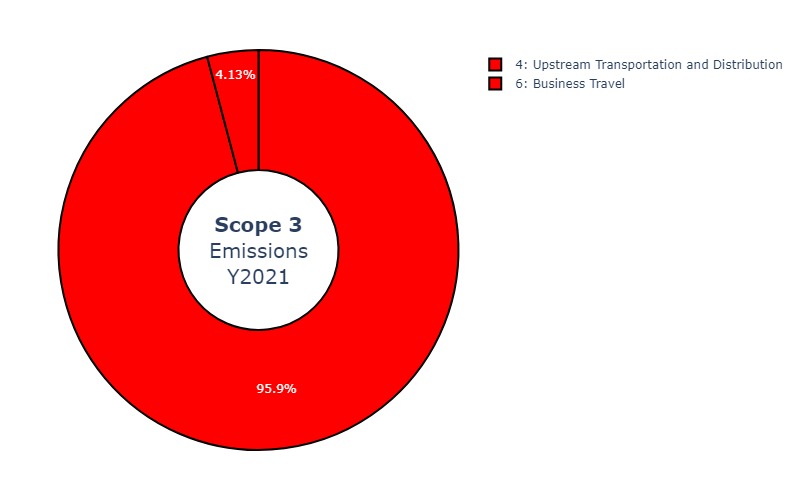 4.13%
4: Upstream Transportation and Distribution
6: Business Travel
Scope 3
Emissions
Y2021
95.9%